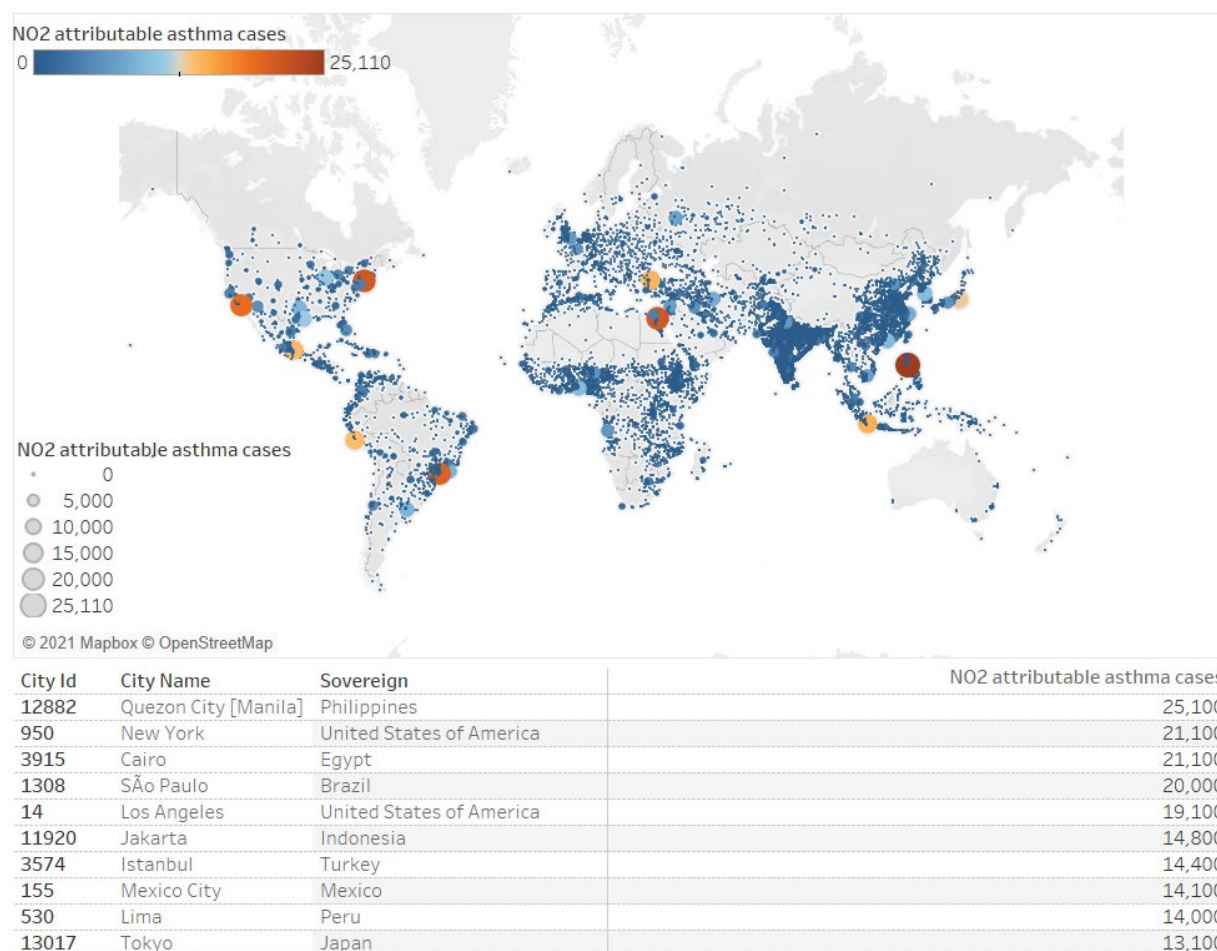 NO2 attributable asthma cases
0 25,110
NO2 attributable asthma cases
0
5,000
10,000
15,000
20,000
25,110
© 2021 Mapbox © OpenStreetMap
City Id City Name Sovereign NO2 attributable asthma cases
12882 Quezon City [Manila] Philippines 25,100
950 New York United States of America 21,100
3915 Cairo Egypt 21,100
1308 SÃo Paulo Brazil 20,000
14 Los Angeles United States of America 19,100
11920 Jakarta Indonesia 14,800
3574 Istanbul Turkey 14,400
155 Mexico City Mexico 14,100
530 Lima Peru 14,000
13017 Tokyo Japan 13,100